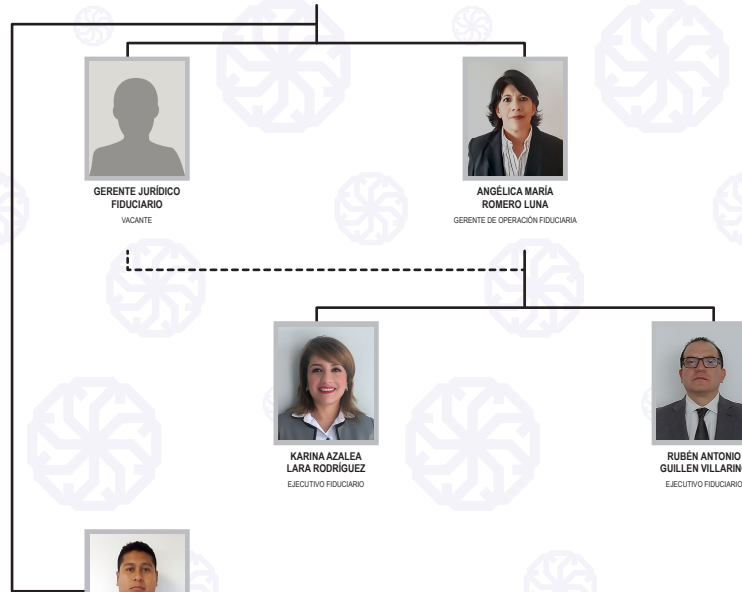 GERENTE JURÍDICO
FIDUCIARIO
VACANTE
ANGÉLICA MARÍA
ROMERO LUNA
GERENTE DE OPERACIÓN FIDUCIARIA
KARINA AZALEA
LARA RODRÍGUEZ
EJECUTIVO FIDUCIARIO
RUBÉN ANTONIO
GUILLEN VILLARIN
EJECUTIVO FIDUCIARIO